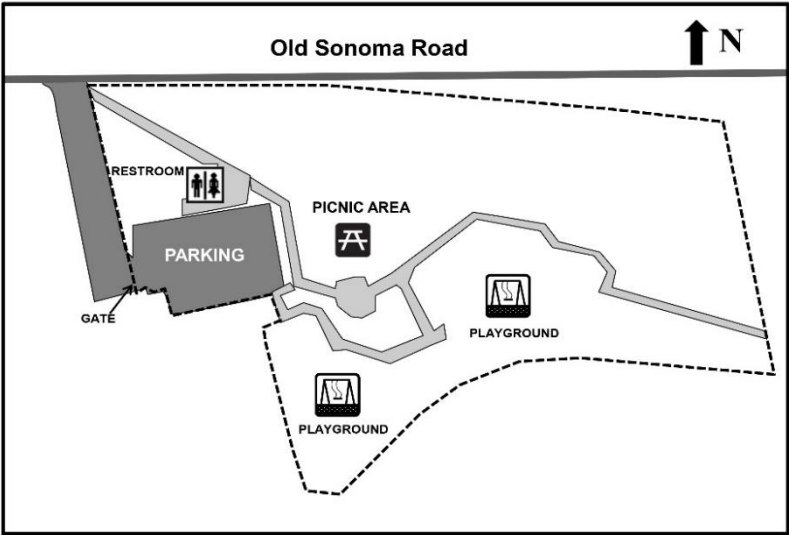 Old Sonoma Road
N
RESTROOM
PICNIC AREA
PARKING
GATE
PLAYGROUND
PLAYGROUND